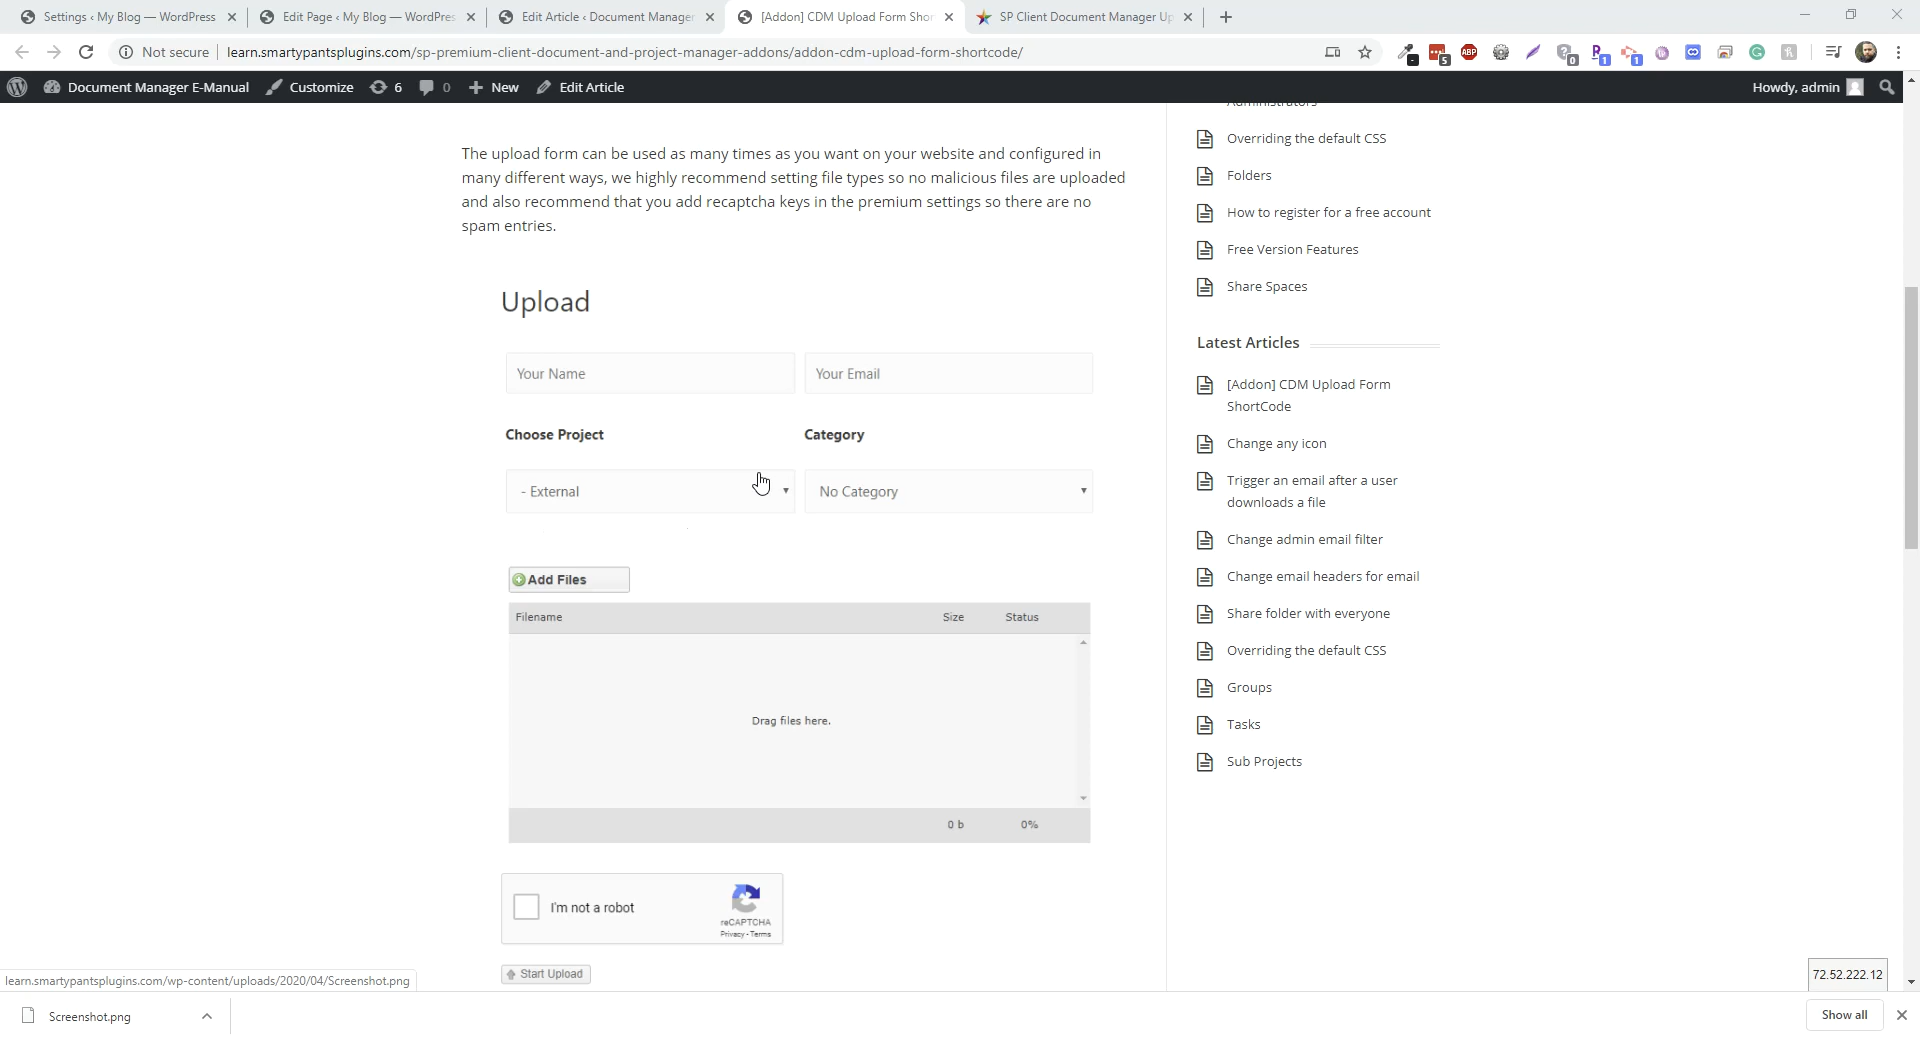 Settings ‹ My Blog — WordPress
Edit Page ‹ My Blog — WordPres
Edit Article ‹ Document Manager
[Addon] CDM Upload Form Shor
SP Client Document Manager Up
Not secure
learn.smartypantsplugins.com/sp-premium-client-document-and-project-manager-addons/addon-cdm-upload-form-shortcode/
5
ABP
0
1
1
Document Manager E-Manual
Customize
6
0
New
Edit Article
Howdy, admin
Administrators
The upload form can be used as many times as you want on your website and configured in
many different ways, we highly recommend setting file types so no malicious files are uploaded
and also recommend that you add recaptcha keys in the premium settings so there are no
spam entries.
Upload
Your Name
Your Email
Choose Project
Category
- External
No Category
Add Files
Filename
Size
Status
Drag files here.
0 b
0%
I'm not a robot
reCAPTCHA
Privacy - Terms
Start Upload
Overriding the default CSS
Folders
How to register for a free account
Free Version Features
Share Spaces
Latest Articles
[Addon] CDM Upload Form
ShortCode
Change any icon
Trigger an email after a user
downloads a file
Change admin email filter
Change email headers for email
Share folder with everyone
Overriding the default CSS
Groups
Tasks
Sub Projects
72.52.222.12
learn.smartypantsplugins.com/wp-content/uploads/2020/04/Screenshot.png
Screenshot.png
Show all